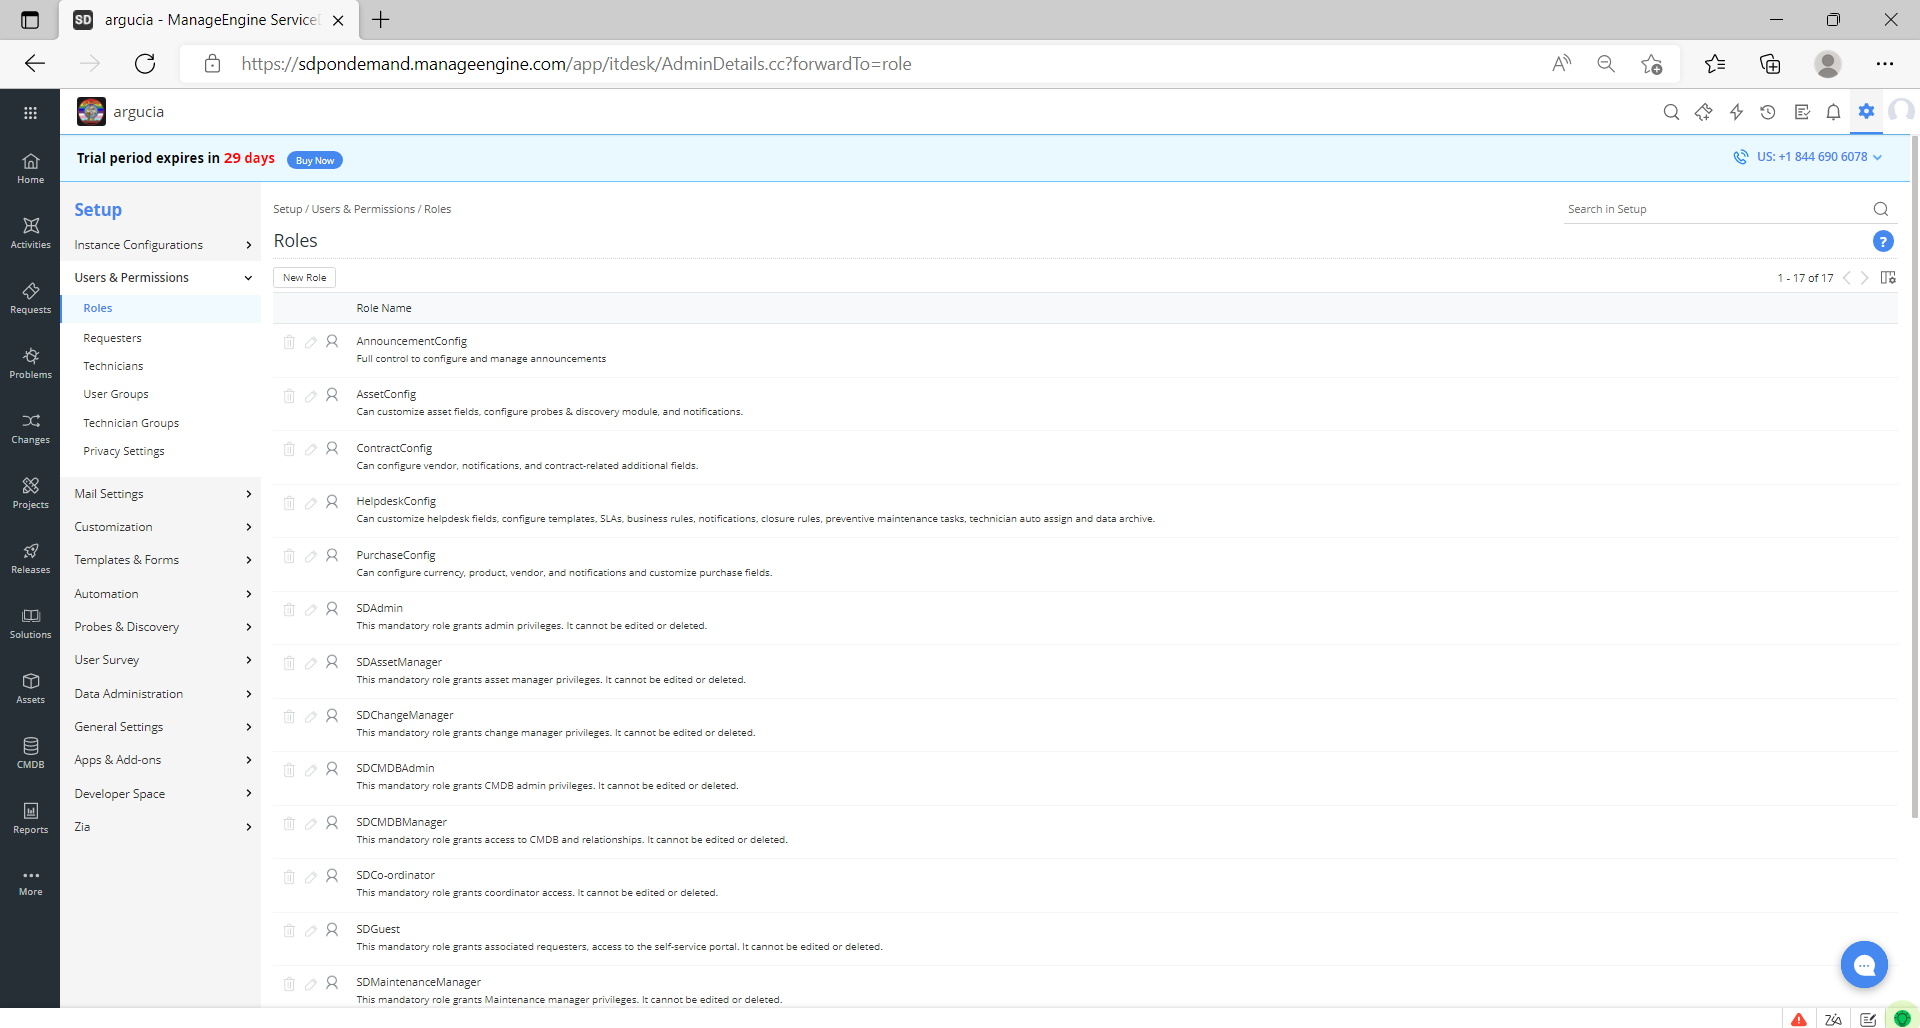 SD argucia - ManageEngine Service
https://sdpondemand.manageengine.com/app/itdesk/AdminDetails.cc?forwardTo=role
argucia
Trial period expires in 29 days
Buy Now
US: +1 844 690 6078
Home
Activities
Requests
Problems
Changes
Projects
Releases
Solutions
Assets
CMDB
Reports
More
Setup
Instance Configurations
Users & Permissions
Roles
Requesters
Technicians
User Groups
Technician Groups
Privacy Settings
Mail Settings
Customization
Templates & Forms
Automation
Probes & Discovery
User Survey
Data Administration
General Settings
Apps & Add-ons
Developer Space
Zia
Setup / Users & Permissions / Roles
Search in Setup
Roles
?
New Role
1 - 17 of 17
Role Name
AnnouncementConfig
Full control to configure and manage announcements
AssetConfig
Can customize asset fields, configure probes & discovery module, and notifications.
ContractConfig
Can configure vendor, notifications, and contract-related additional fields.
HelpdeskConfig
Can customize helpdesk fields, configure templates, SLAs, business rules, notifications, closure rules, preventive maintenance tasks, technician auto assign and data archive.
PurchaseConfig
Can configure currency, product, vendor, and notifications and customize purchase fields.
SDAdmin
This mandatory role grants admin privileges. It cannot be edited or deleted.
SDAssetManager
This mandatory role grants asset manager privileges. It cannot be edited or deleted.
SDChangeManager
This mandatory role grants change manager privileges. It cannot be edited or deleted.
SDCMDBAdmin
This mandatory role grants CMDB admin privileges. It cannot be edited or deleted.
SDCMDBManager
This mandatory role grants access to CMDB and relationships. It cannot be edited or deleted.
SDCo-ordinator
This mandatory role grants coordinator access. It cannot be edited or deleted.
SDGuest
This mandatory role grants associated requesters, access to the self-service portal. It cannot be edited or deleted.
SDMaintenanceManager
This mandatory role grants Maintenance manager privileges. It cannot be edited or deleted.